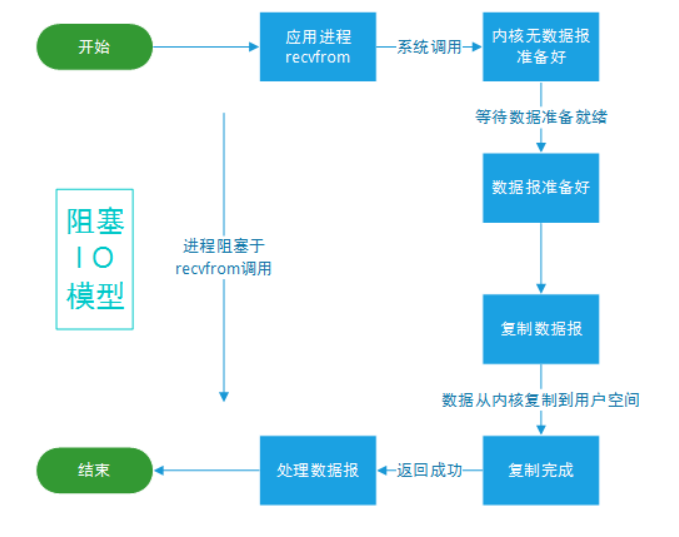 开始
应用进程
recvfrom
系统调用
内核无数据报
准备好
等待数据准备就绪
数据报准备好
阻塞
IO
模型
进程阻塞于
recvfrom调用
复制数据报
数据从内核复制到用户空间
结束
处理数据报
返回成功
复制完成